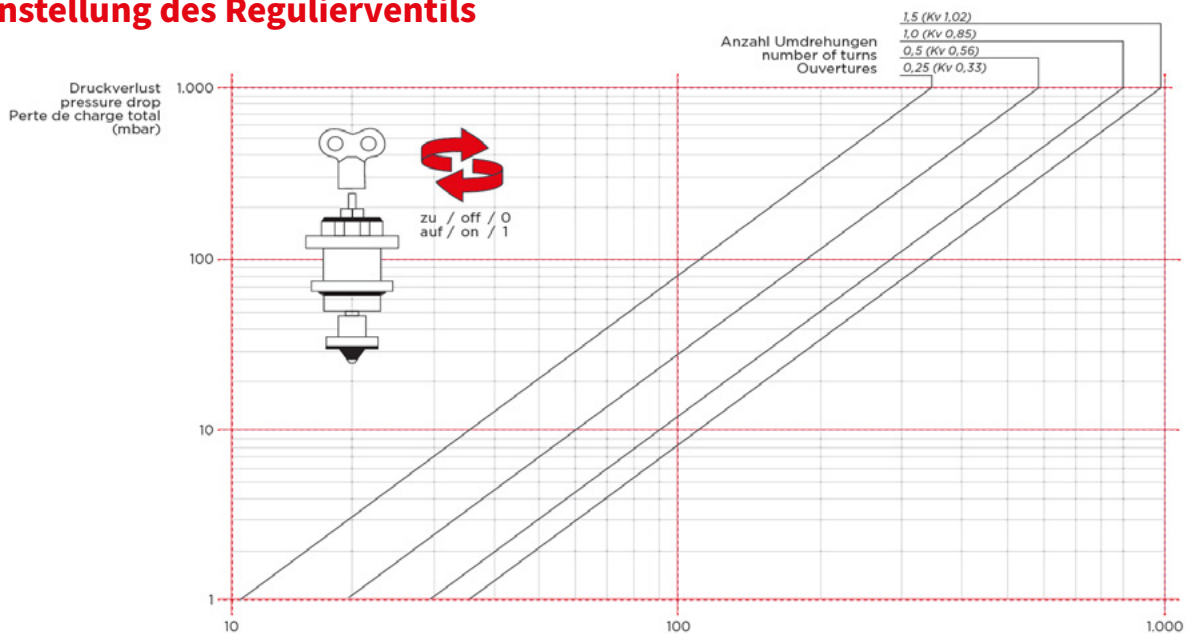 nstellung des Regulierventils
1,5 (Kv 1,02)
1,0 (Kv 0,85)
0,5 (Kv 0,56)
0,25 (Kv 0,33)
Anzahl Umdrehungen
number of turns
Ouvertures
Druckverlust
pressure drop
Perte de charge total
(mbar)
1.000
100
10
1
zu / off / 0
auf / on / 1
10
100
1.000